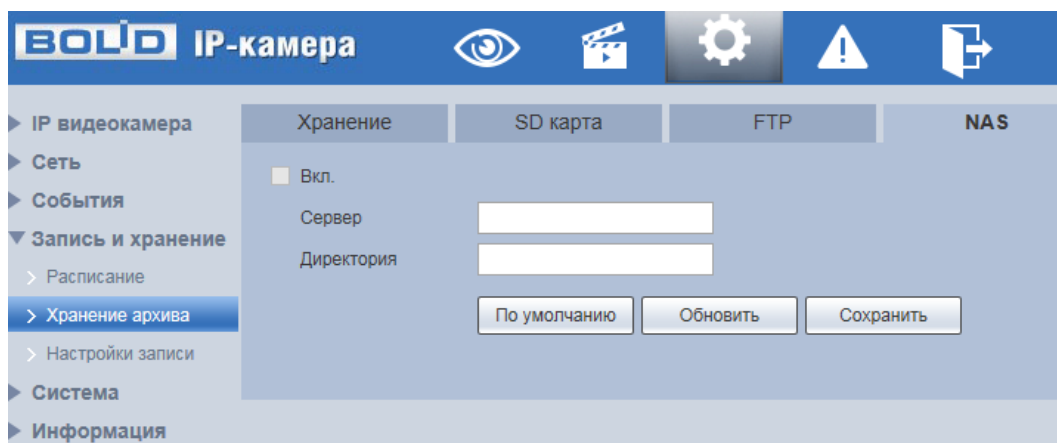 BOLID IP-камера
Хранение SD карта FTP NAS
IP видеокамера
Сеть
События
Запись и хранение
Расписание
Хранение архива
Настройки записи
Система
Информация
Вкл.
Сервер
Директория
По умолчанию Обновить Сохранить